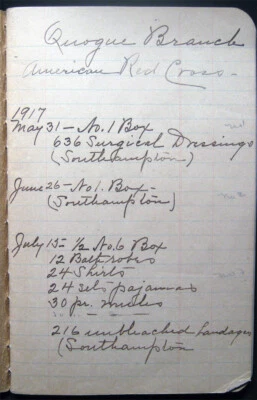 Quogue Branch
American Red Cross -
1917
May 31 - No. 1 Box
636 Surgical Dressings
(Southampton)
June 26 - No 1. Box -
(Southampton)
July 13 - 1/2 No. 6 Box
12 Bath robes
24 Shirts
24 sets pajamas
30 pr.
216 unbleached bandages
(Southampton